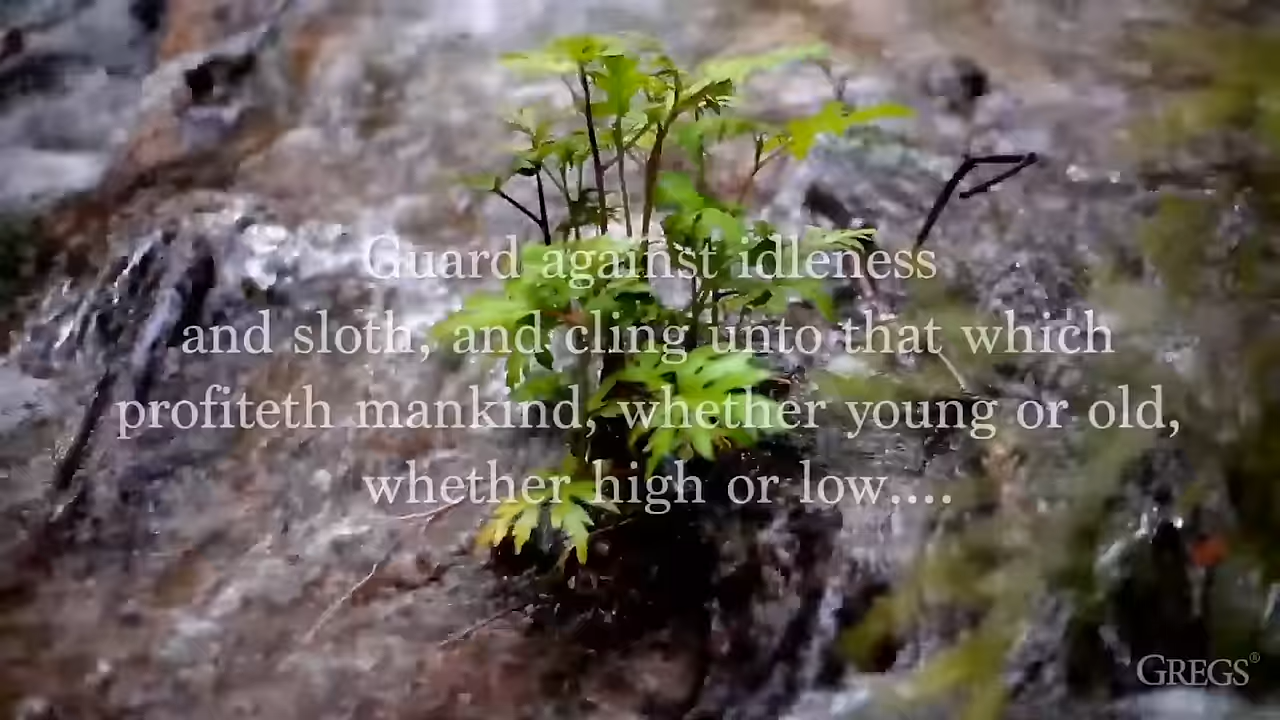 Guard against idleness
and sloth, and cling unto that which
profiteth mankind, whether young or old,
whether high or low....
GREGS®